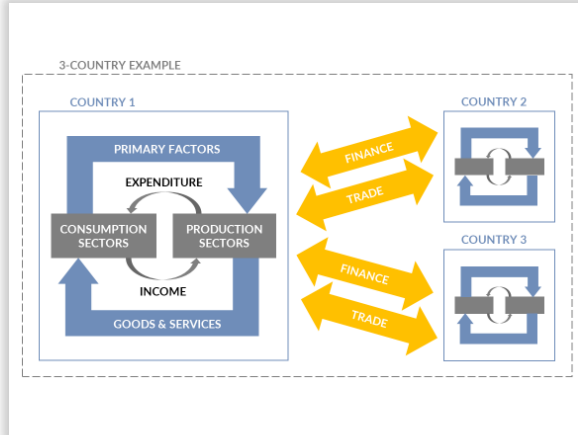 3-COUNTRY EXAMPLE
COUNTRY 1
PRIMARY FACTORS
EXPENDITURE
CONSUMPTION
SECTORS
PRODUCTION
SECTORS
INCOME
GOODS & SERVICES
FINANCE
TRADE
FINANCE
TRADE
COUNTRY 2
COUNTRY 3